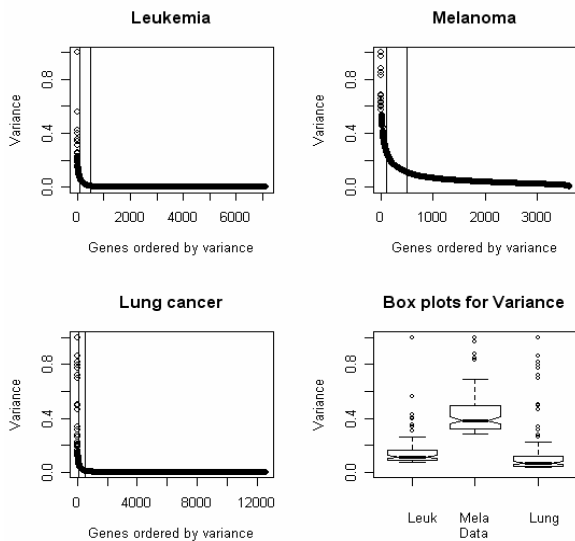 Leukemia
Variance
0.0 0.4 0.8
0 2000 4000 6000
Genes ordered by variance
Melanoma
Variance
0.0 0.4 0.8
0 1000 2000 3000
Genes ordered by variance
Lung cancer
Variance
0.0 0.4 0.8
0 4000 8000 12000
Genes ordered by variance
Box plots for Variance
Variance
0.0 0.4 0.8
Leuk Mela Lung
Data